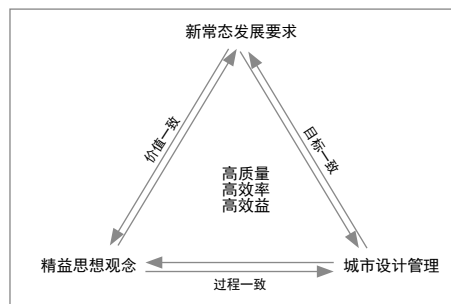 新常态发展要求
价值一致
目标一致
高质量
高效率
高效益
精益思想观念
城市设计管理
过程一致